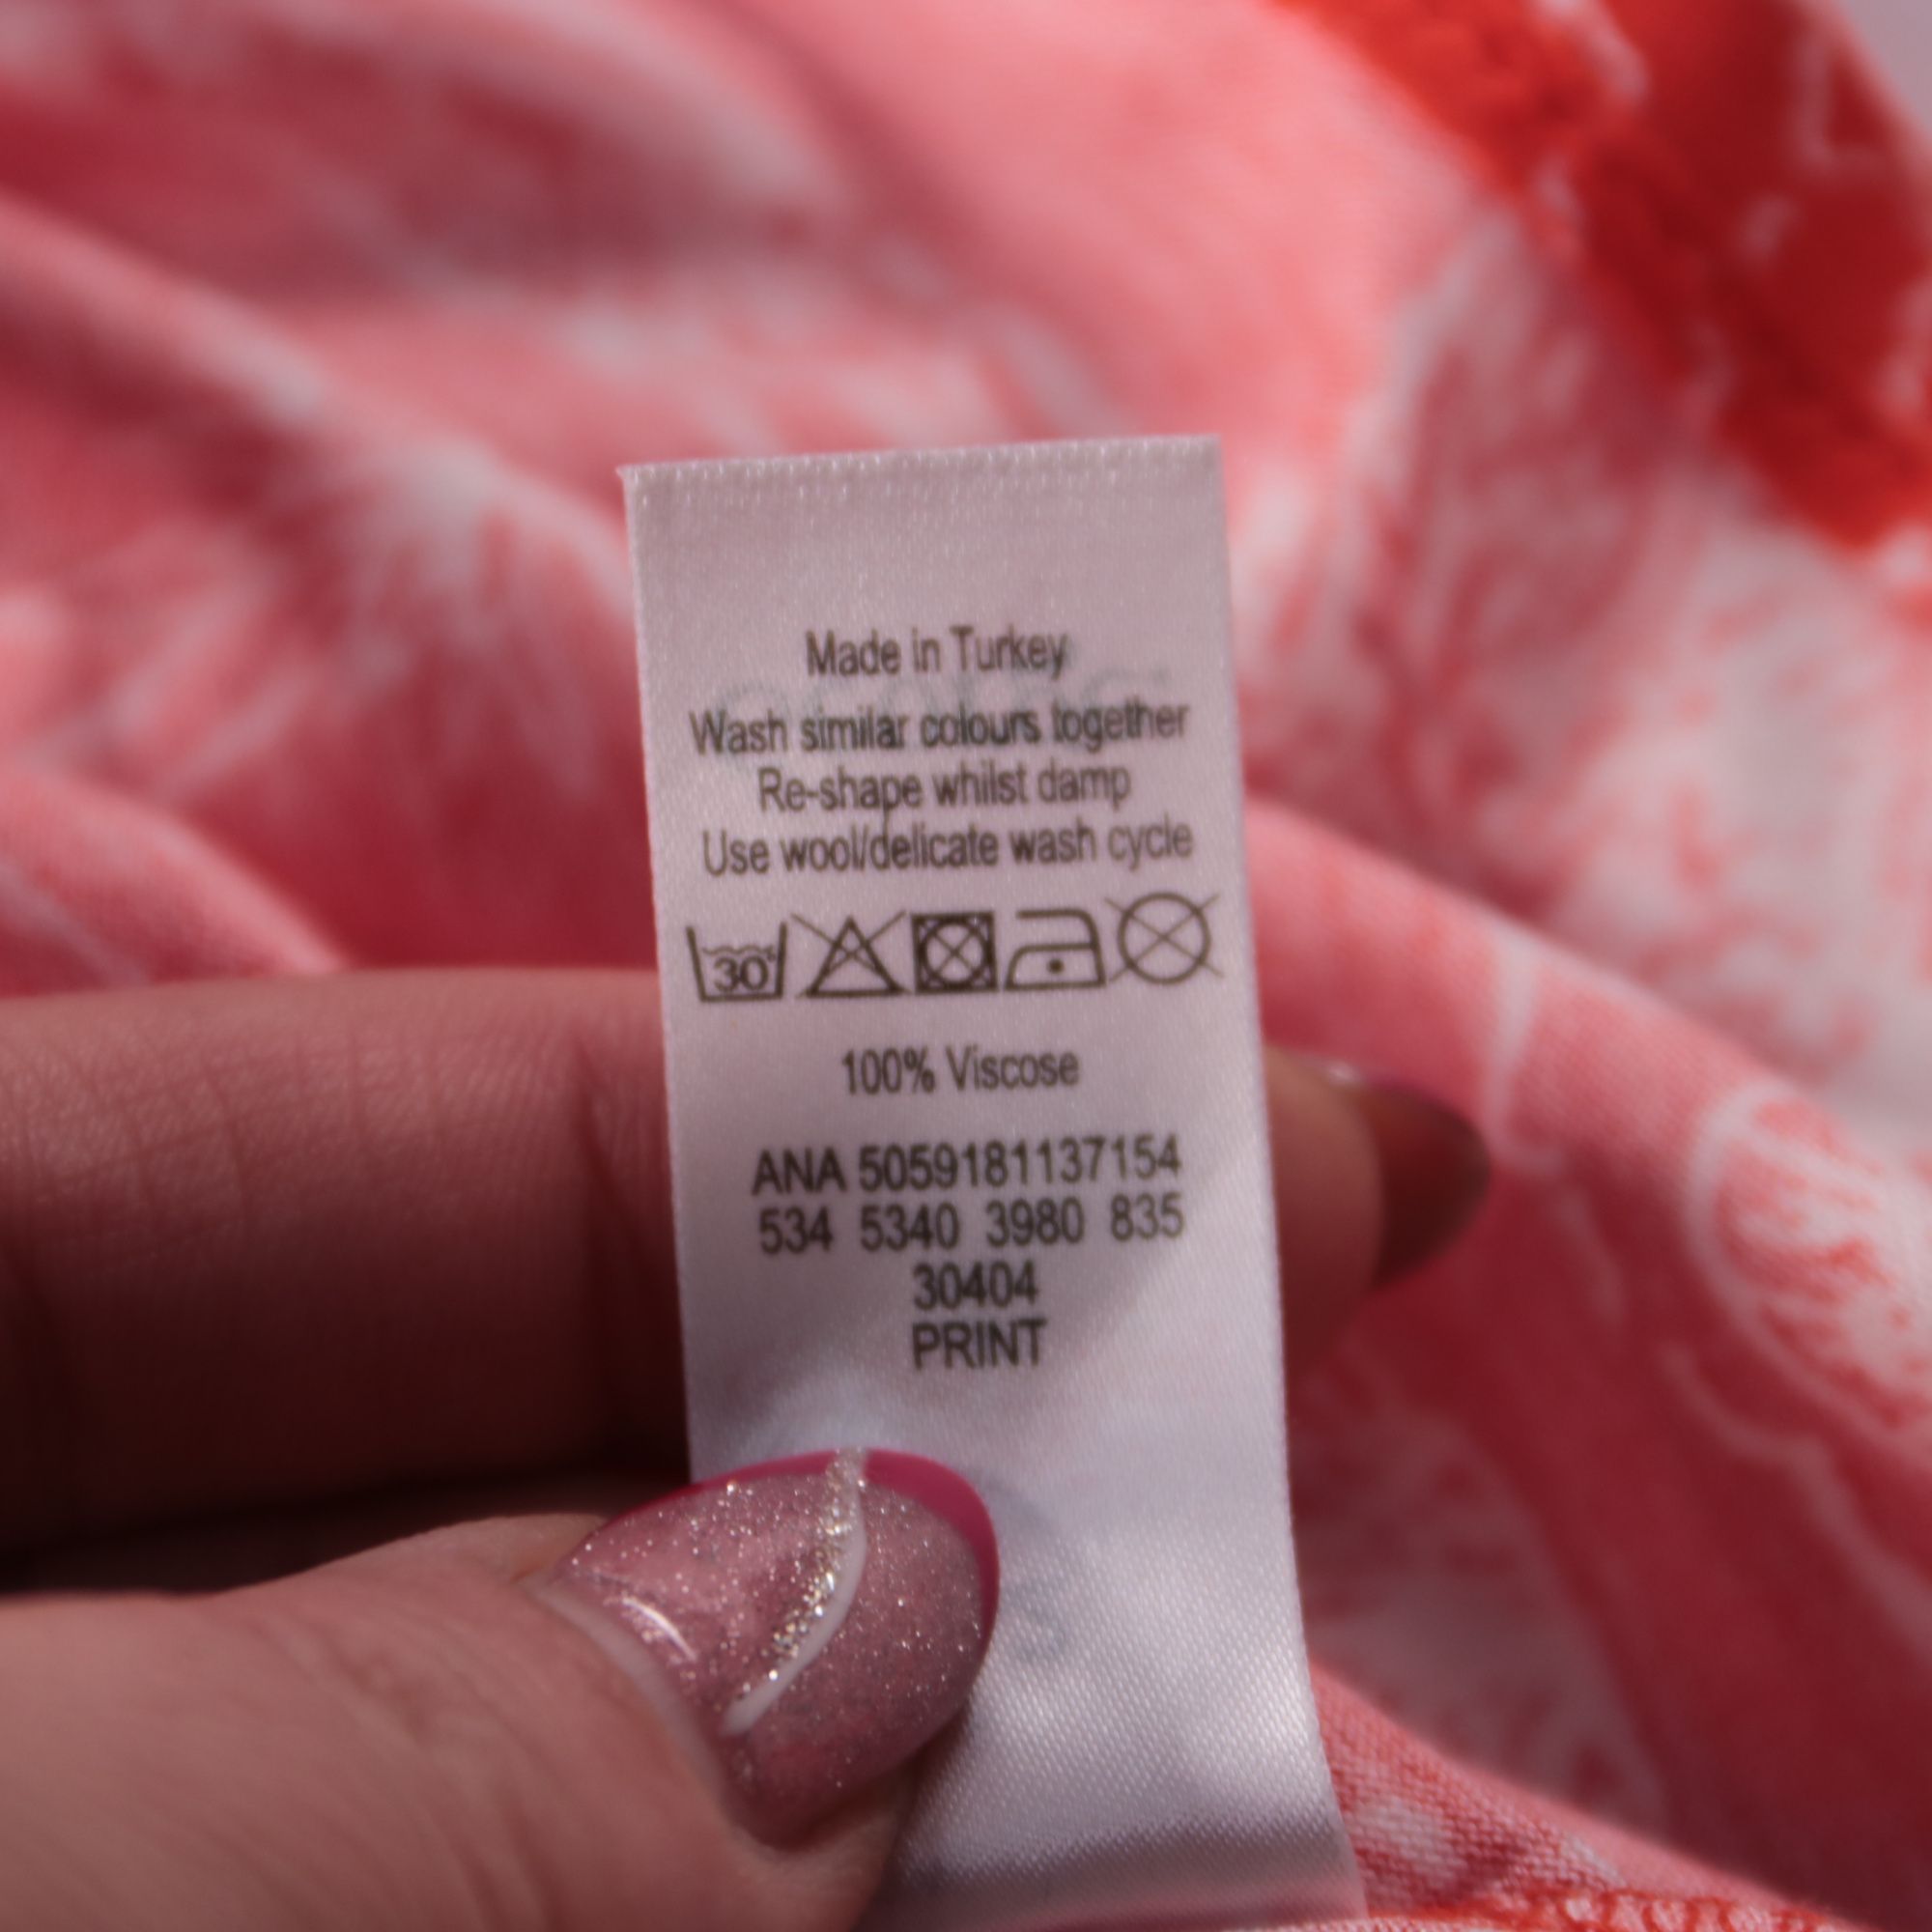 Made in Turkey
Wash similar colours together
Re-shape whilst damp
Use wool/delicate wash cycle
30
100% Viscose
ANA 5059181137154
534 5340 3980 835
30404
PRINT